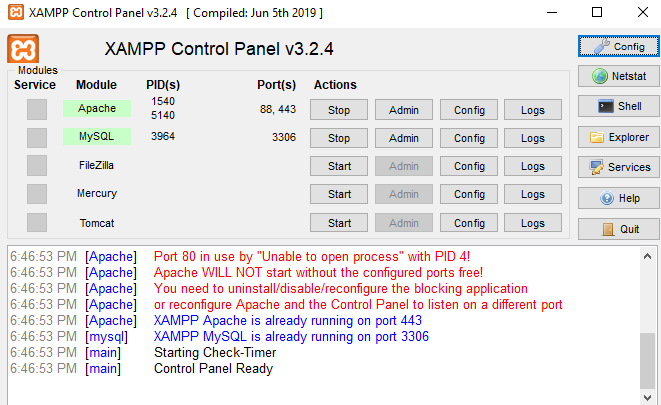 XAMPP Control Panel v3.2.4 [ Compiled: Jun 5th 2019 ]
XAMPP Control Panel v3.2.4
Config
Modules
Service Module PID(s) Port(s) Actions
Netstat
Apache 1540 5140 88, 443 Stop Admin Config Logs
Shell
MySQL 3964 3306 Stop Admin Config Logs
Explorer
FileZilla Start Admin Config Logs
Services
Mercury Start Admin Config Logs
Help
Tomcat Start Admin Config Logs
Quit
6:46:53 PM [Apache] Port 80 in use by "Unable to open process" with PID 4!
6:46:53 PM [Apache] Apache WILL NOT start without the configured ports free!
6:46:53 PM [Apache] You need to uninstall/disable/reconfigure the blocking application
6:46:53 PM [Apache] or reconfigure Apache and the Control Panel to listen on a different port
6:46:53 PM [Apache] XAMPP Apache is already running on port 443
6:46:53 PM [mysql] XAMPP MySQL is already running on port 3306
6:46:53 PM [main] Starting Check-Timer
6:46:53 PM [main] Control Panel Ready